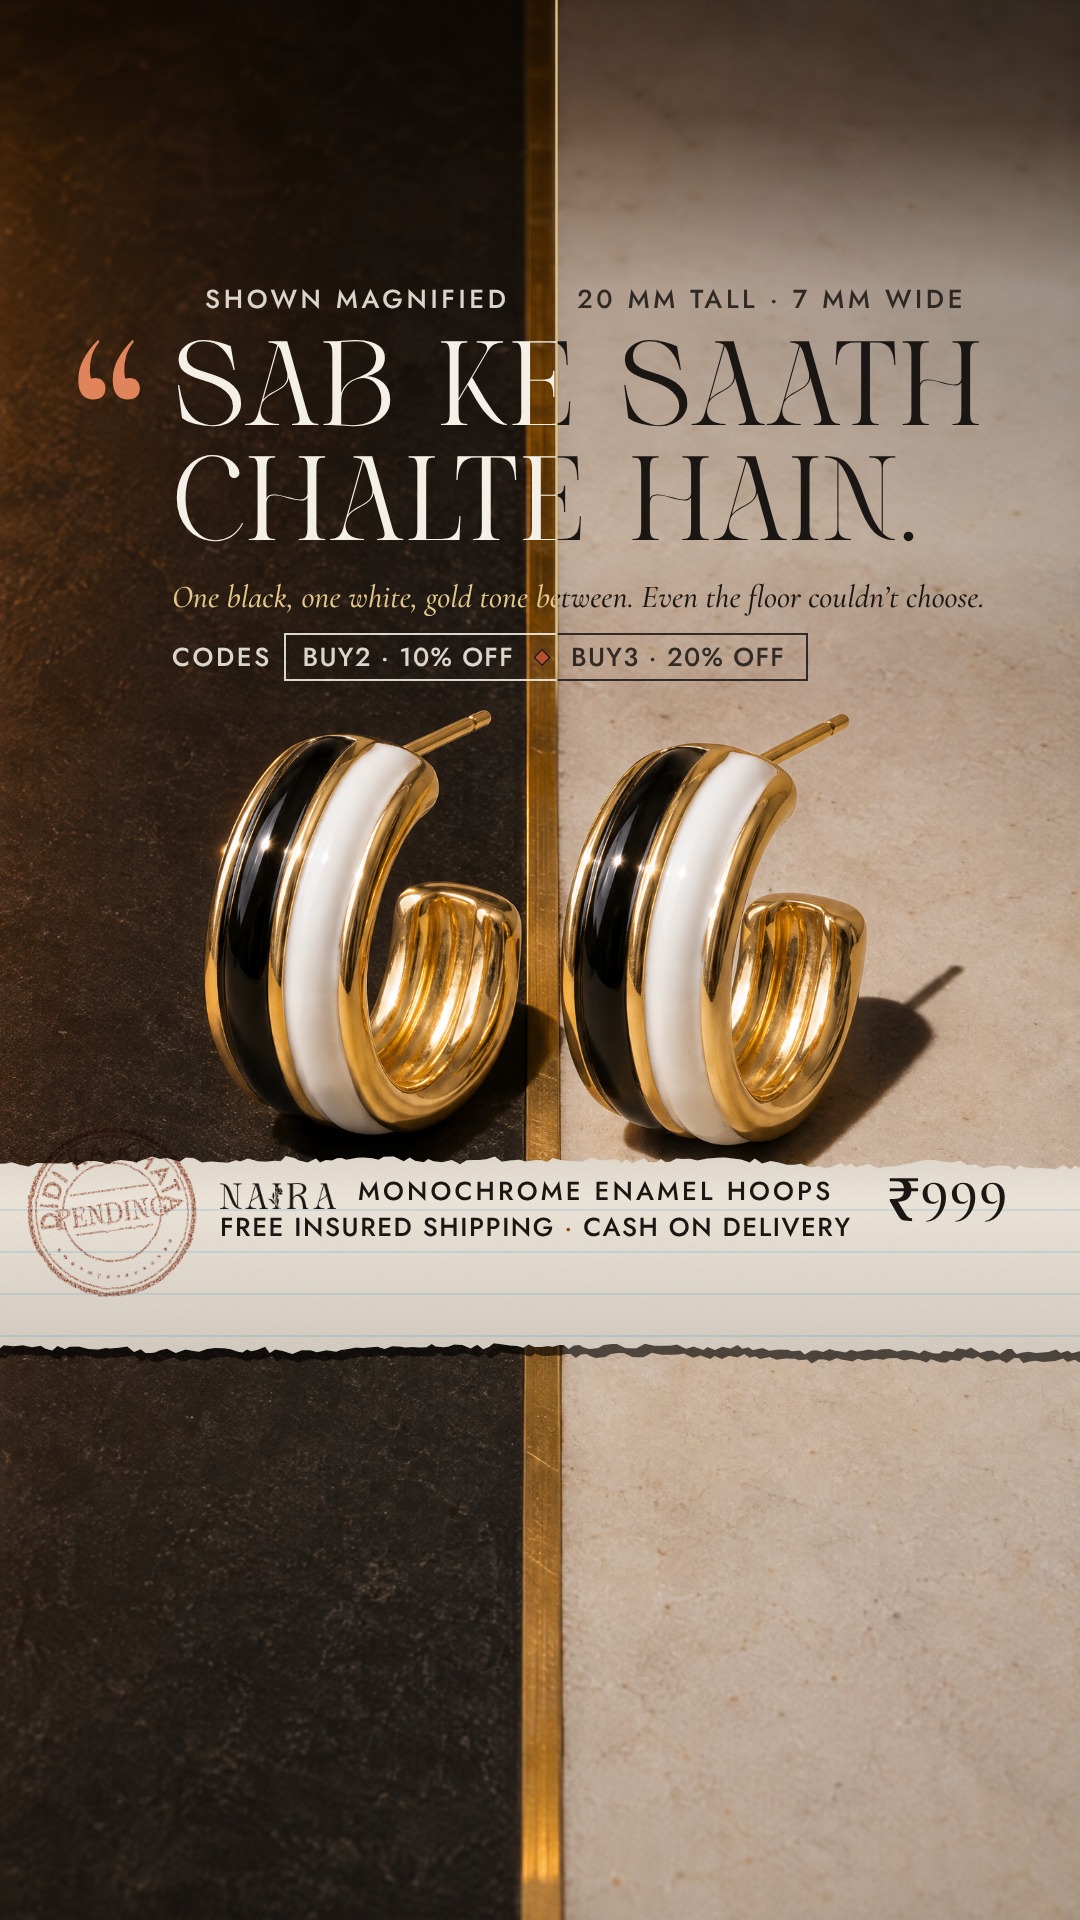 SHOWN MAGNIFIED 20 MM TALL · 7 MM WIDE
“SAB KE SAATH
CHALTE HAIN.
One black, one white, gold tone between. Even the floor couldn’t choose.
CODES BUY2 · 10% OFF ◆ BUY3 · 20% OFF
NAIRA MONOCHROME ENAMEL HOOPS ₹999
FREE INSURED SHIPPING · CASH ON DELIVERY
DIDI
PENDING